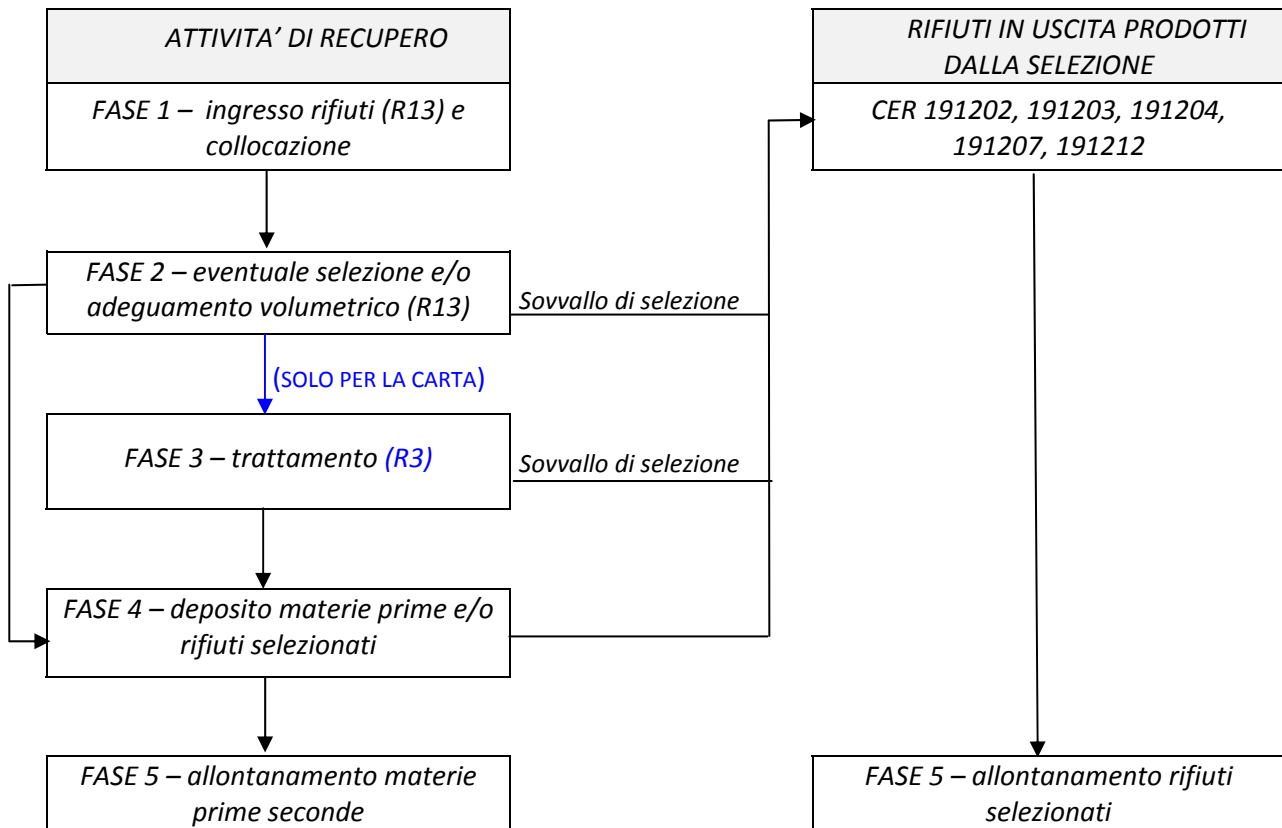 ATTIVITA’ DI RECUPERO
FASE 1 – ingresso rifiuti (R13) e
collocazione
FASE 2 – eventuale selezione e/o
adeguamento volumetrico (R13)
Sovvallo di selezione
(SOLO PER LA CARTA)
FASE 3 – trattamento (R3)
Sovvallo di selezione
FASE 4 – deposito materie prime e/o
rifiuti selezionati
FASE 5 – allontanamento materie
prime seconde
RIFIUTI IN USCITA PRODOTTI
DALLA SELEZIONE
CER 191202, 191203, 191204,
191207, 191212
FASE 5 – allontanamento rifiuti
selezionati